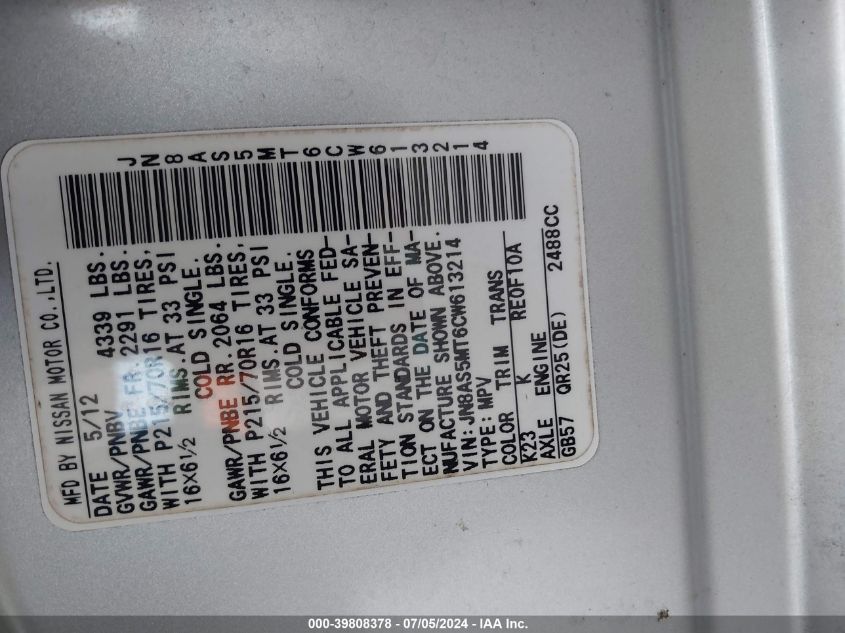 MFD BY NISSAN MOTOR CO.,LTD.
DATE 5/12
GVWR/PNBV 4339 LBS.
GAWR/PNBE FR.2291 LBS.
WITH P215/70R16 TIRES,
16X6½ RIMS.AT 33 PSI
COLD SINGLE.
GAWR/PNBE RR.2064 LBS.
WITH P215/70R16 TIRES,
16X6½ RIMS.AT 33 PSI
COLD SINGLE.
THIS VEHICLE CONFORMS
TO ALL APPLICABLE FED-
ERAL MOTOR VEHICLE SA-
FETY AND THEFT PREVEN-
TION STANDARDS IN EFF-
ECT ON THE DATE OF MA-
NUFACTURE SHOWN ABOVE.
VIN:JN8AS5MT6CW613214
TYPE:MPV
COLOR TRIM TRANS
K23 K RE0F10A
AXLE ENGINE
GB57 QR25(DE) 2488CC
JN8AS5MT6CW613214
000-39808378 - 07/05/2024 - IAA Inc.